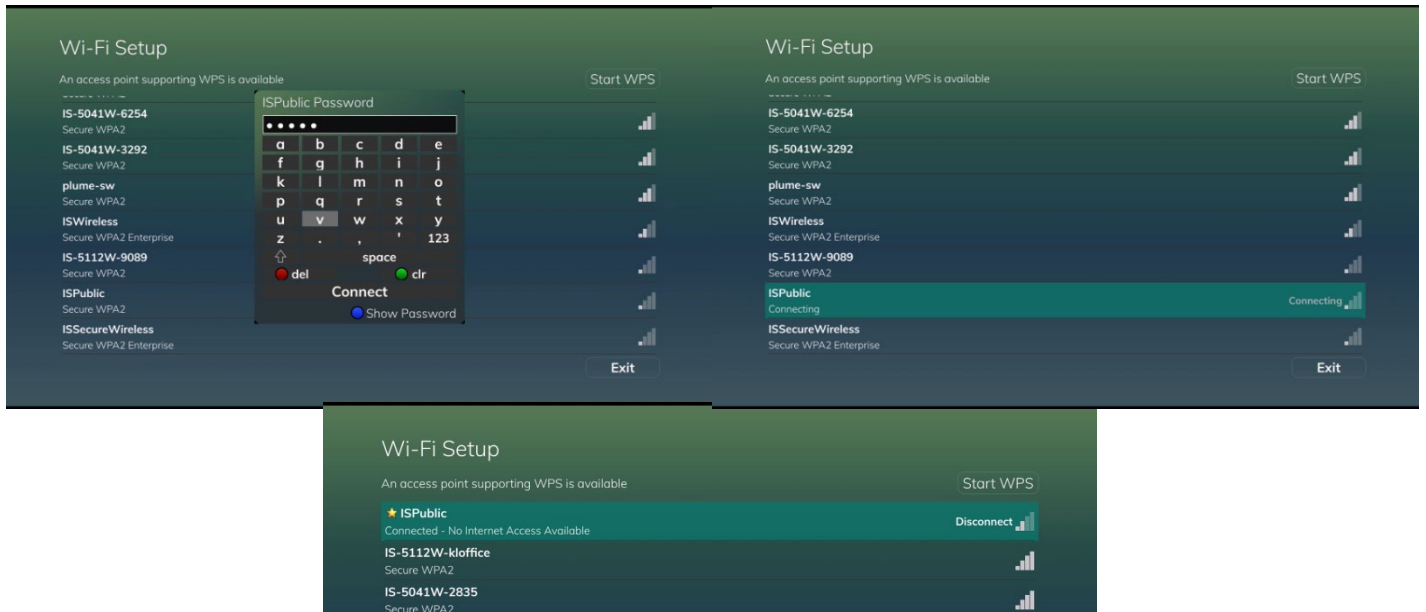 Wi-Fi Setup
An access point supporting WPS is available
Start WPS
IS-5041W-6254
Secure WPA2
IS-5041W-3292
Secure WPA2
plume-sw
Secure WPA2
ISWireless
Secure WPA2 Enterprise
IS-5112W-9089
Secure WPA2
ISPublic
Secure WPA2
ISSecureWireless
Secure WPA2 Enterprise
Exit
ISPublic Password
•••••
a b c d e
f g h i j
k l m n o
p q r s t
u v w x y
z . , ' 123
space
del clr
Connect
Show Password
Wi-Fi Setup
An access point supporting WPS is available
Start WPS
IS-5041W-6254
Secure WPA2
IS-5041W-3292
Secure WPA2
plume-sw
Secure WPA2
ISWireless
Secure WPA2 Enterprise
IS-5112W-9089
Secure WPA2
ISPublic
Connecting
Connecting
ISSecureWireless
Secure WPA2 Enterprise
Exit
Wi-Fi Setup
An access point supporting WPS is available
Start WPS
ISPublic
Connected - No Internet Access Available
Disconnect
IS-5112W-kloffice
Secure WPA2
IS-5041W-2835
Secure WPA2